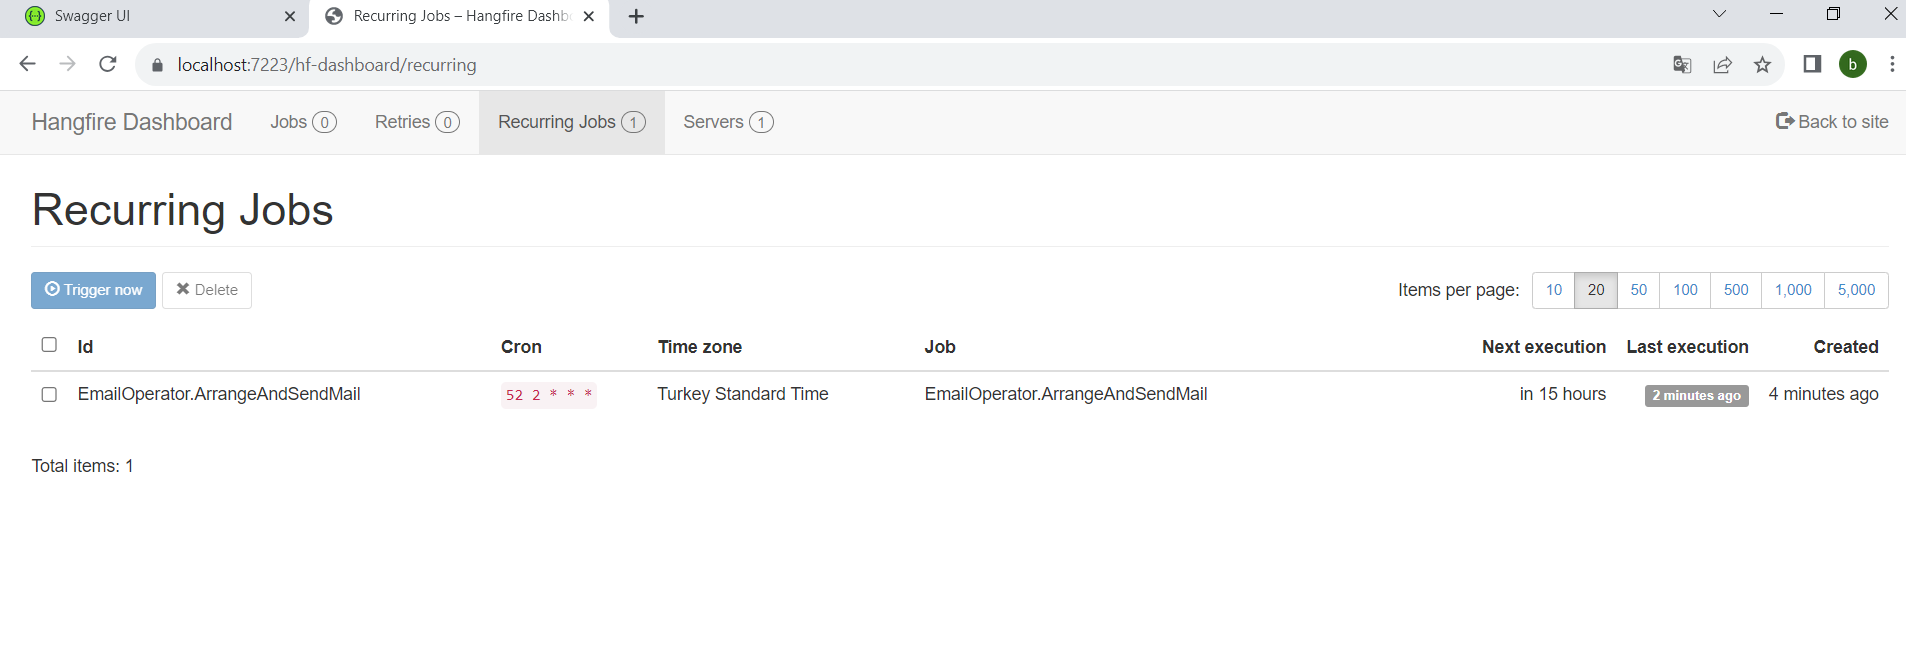 Swagger UI
Recurring Jobs – Hangfire Dashb
localhost:7223/hf-dashboard/recurring
b
Hangfire Dashboard Jobs 0 Retries 0 Recurring Jobs 1 Servers 1 Back to site
Recurring Jobs
Trigger now Delete Items per page: 10 20 50 100 500 1,000 5,000
Id Cron Time zone Job Next execution Last execution Created
EmailOperator.ArrangeAndSendMail 52 2 * * * Turkey Standard Time EmailOperator.ArrangeAndSendMail in 15 hours 2 minutes ago 4 minutes ago
Total items: 1